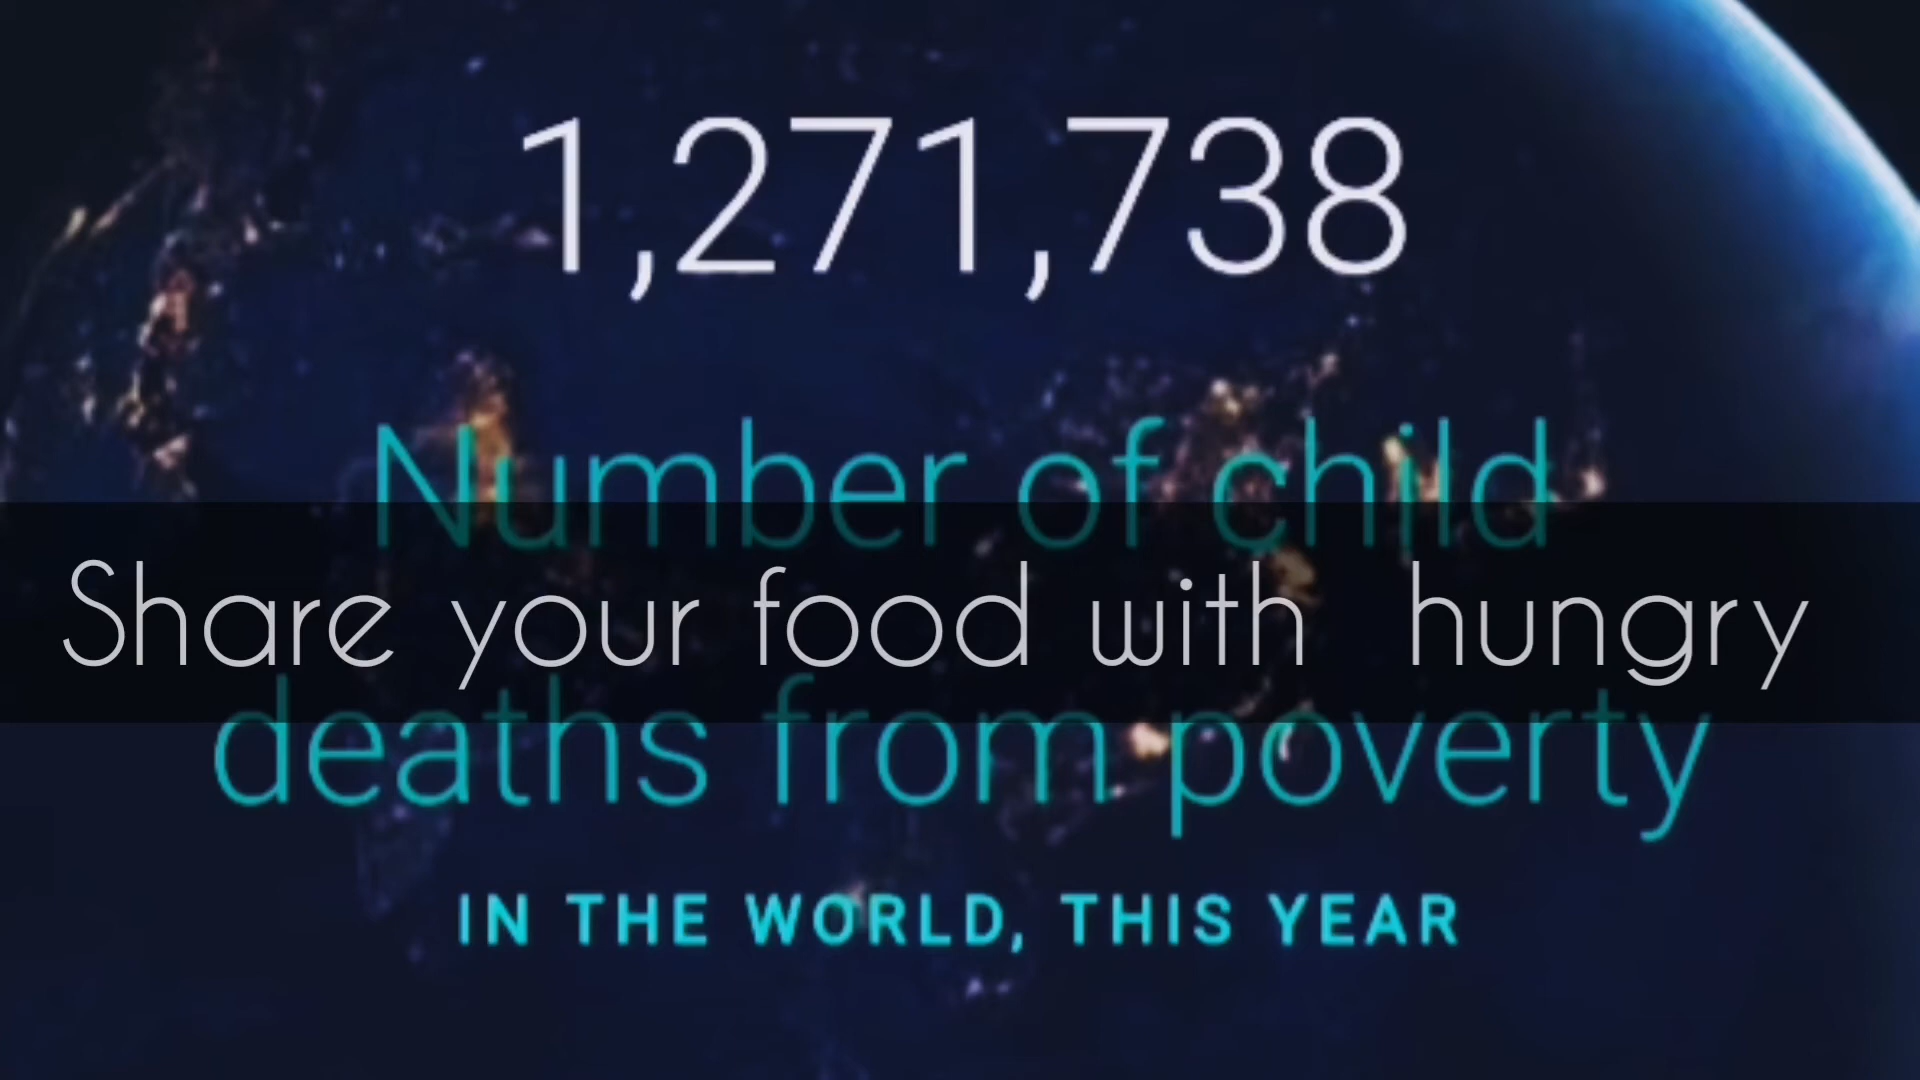 1,271,738
Number of child
Share your food with hungry
deaths from poverty
IN THE WORLD, THIS YEAR